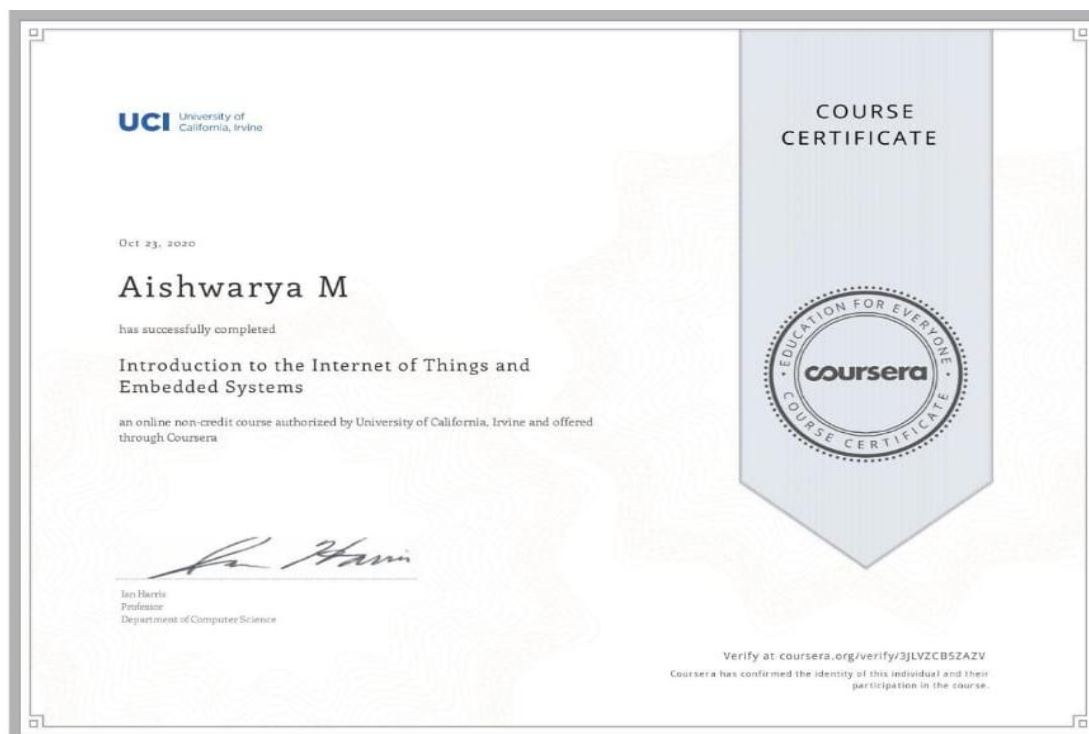 UCI University of
California, Irvine
COURSE
CERTIFICATE
Oct 23, 2020
Aishwarya M
has successfully completed
Introduction to the Internet of Things and
Embedded Systems
an online non-credit course authorized by University of California, Irvine and offered
through Coursera
EDUCATION FOR EVERYONE
coursera
COURSE CERTIFICATE
Ian Harris
Ian Harris
Professor
Department of Computer Science
Verify at coursera.org/verify/3JLVZCB5ZAZV
Coursera has confirmed the identity of this individual and their
participation in the course.